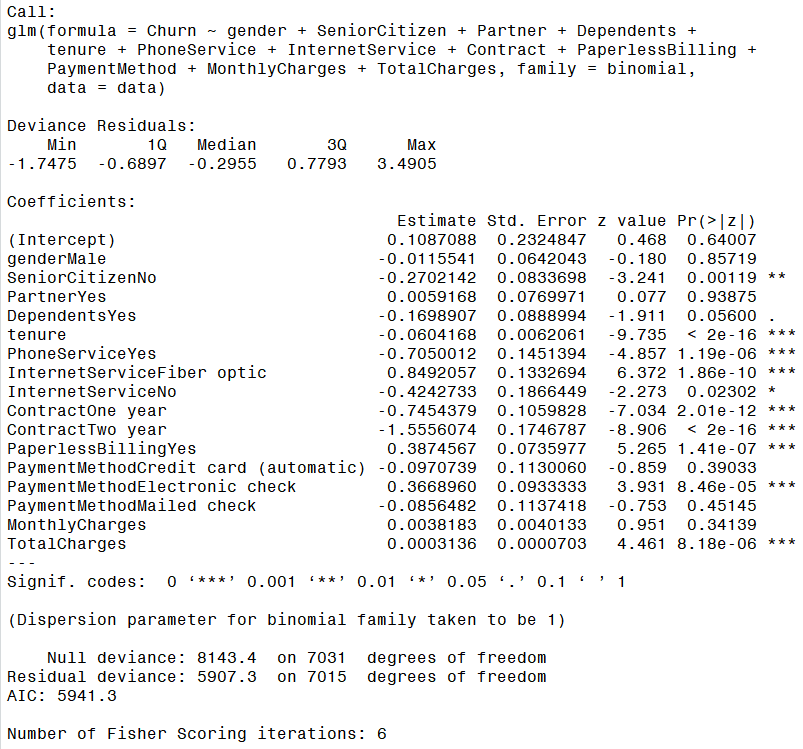 Call:
glm(formula = Churn ~ gender + SeniorCitizen + Partner + Dependents +
    tenure + PhoneService + InternetService + Contract + PaperlessBilling +
    PaymentMethod + MonthlyCharges + TotalCharges, family = binomial,
    data = data)
Deviance Residuals:
    Min       1Q   Median       3Q      Max
-1.7475  -0.6897  -0.2955   0.7793   3.4905
Coefficients:
                                       Estimate Std. Error z value Pr(>|z|)
(Intercept)                           0.1087088  0.2324847   0.468  0.64007
genderMale                           -0.0115541  0.0642043  -0.180  0.85719
SeniorCitizenNo                      -0.2702142  0.0833698  -3.241  0.00119 **
PartnerYes                            0.0059168  0.0769971   0.077  0.93875
DependentsYes                        -0.1698907  0.0888994  -1.911  0.05600 .
tenure                               -0.0604168  0.0062061  -9.735  < 2e-16 ***
PhoneServiceYes                      -0.7050012  0.1451394  -4.857 1.19e-06 ***
InternetServiceFiber optic            0.8492057  0.1332694   6.372 1.86e-10 ***
InternetServiceNo                    -0.4242733  0.1866449  -2.273  0.02302 *
ContractOne year                     -0.7454379  0.1059828  -7.034 2.01e-12 ***
ContractTwo year                     -1.5556074  0.1746787  -8.906  < 2e-16 ***
PaperlessBillingYes                   0.3874567  0.0735977   5.265 1.41e-07 ***
PaymentMethodCredit card (automatic) -0.0970739  0.1130060  -0.859  0.39033
PaymentMethodElectronic check         0.3668960  0.0933333   3.931 8.46e-05 ***
PaymentMethodMailed check            -0.0856482  0.1137418  -0.753  0.45145
MonthlyCharges                        0.0038183  0.0040133   0.951  0.34139
TotalCharges                          0.0003136  0.0000703   4.461 8.18e-06 ***
---
Signif. codes:  0 ‘***’ 0.001 ‘**’ 0.01 ‘*’ 0.05 ‘.’ 0.1 ‘ ’ 1
(Dispersion parameter for binomial family taken to be 1)
    Null deviance: 8143.4  on 7031  degrees of freedom
Residual deviance: 5907.3  on 7015  degrees of freedom
AIC: 5941.3
Number of Fisher Scoring iterations: 6